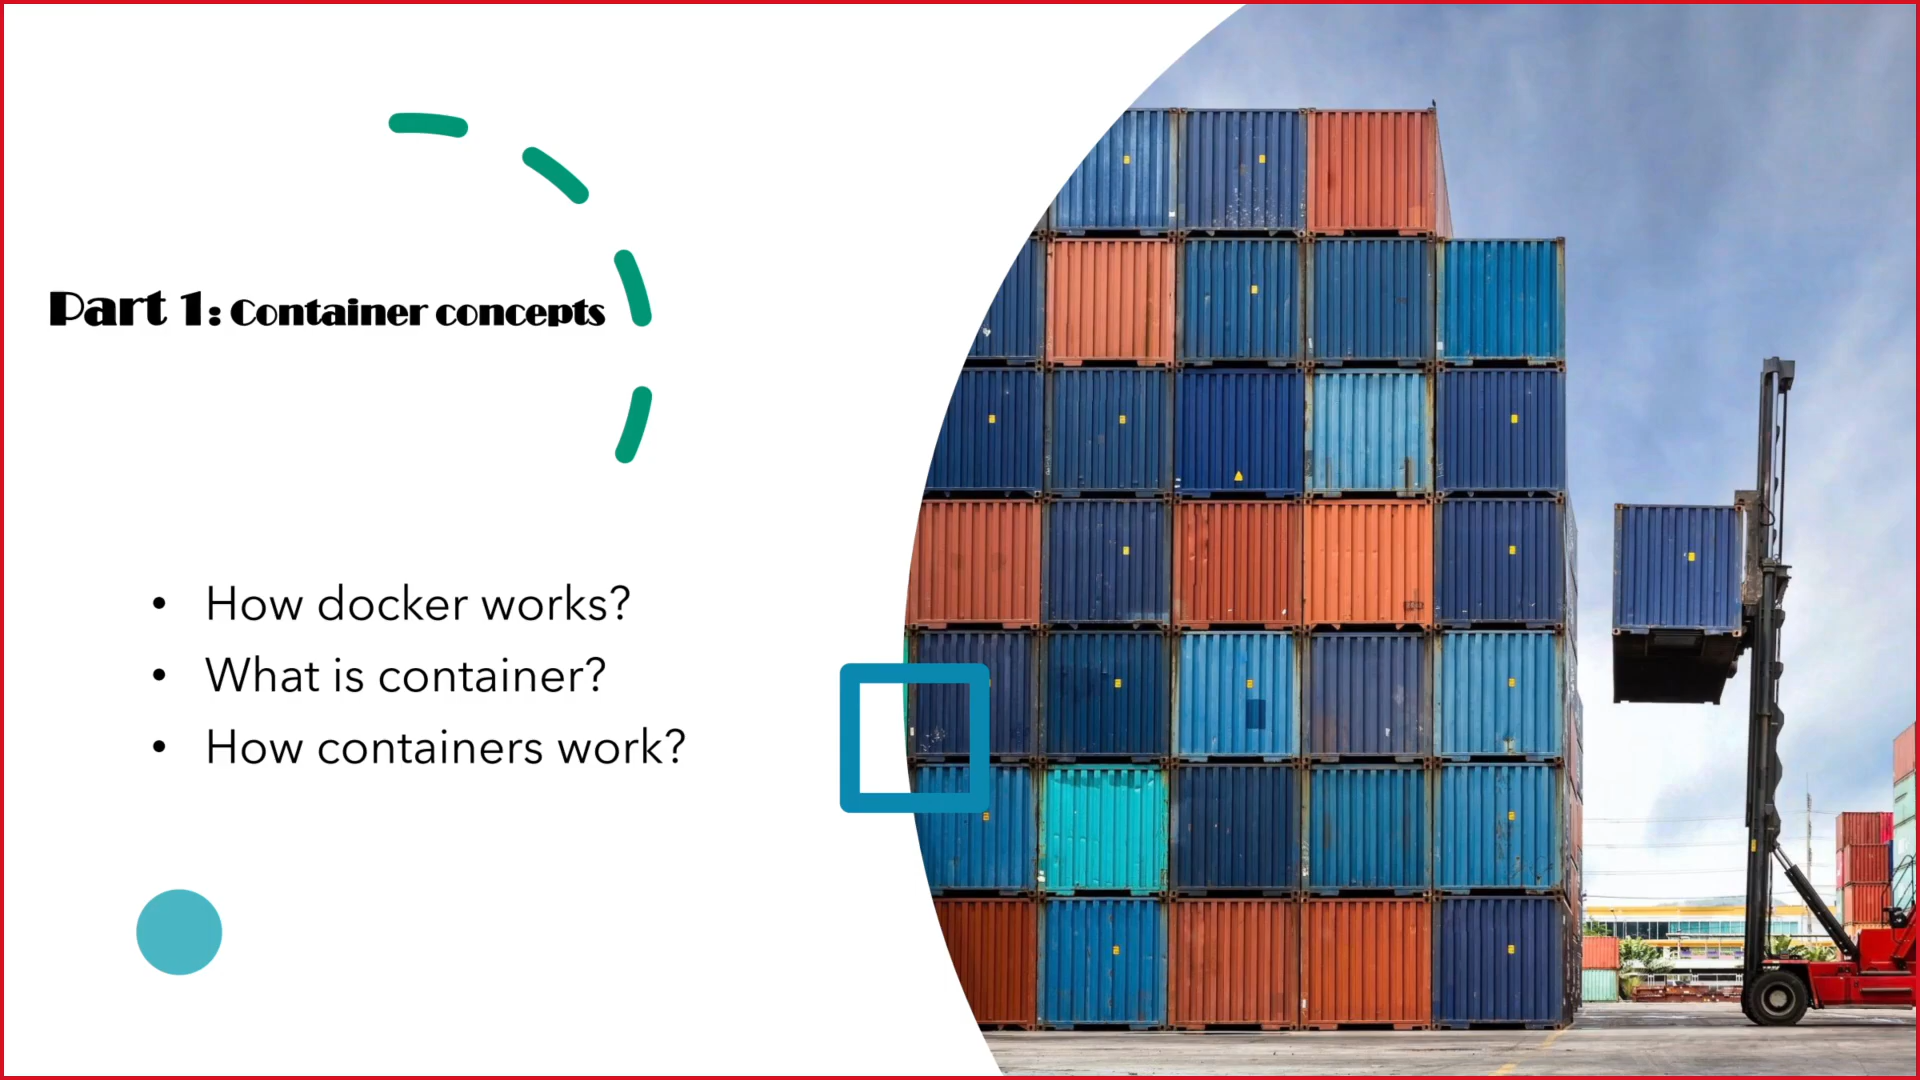 Part 1: Container concepts
• How docker works?
• What is container?
• How containers work?